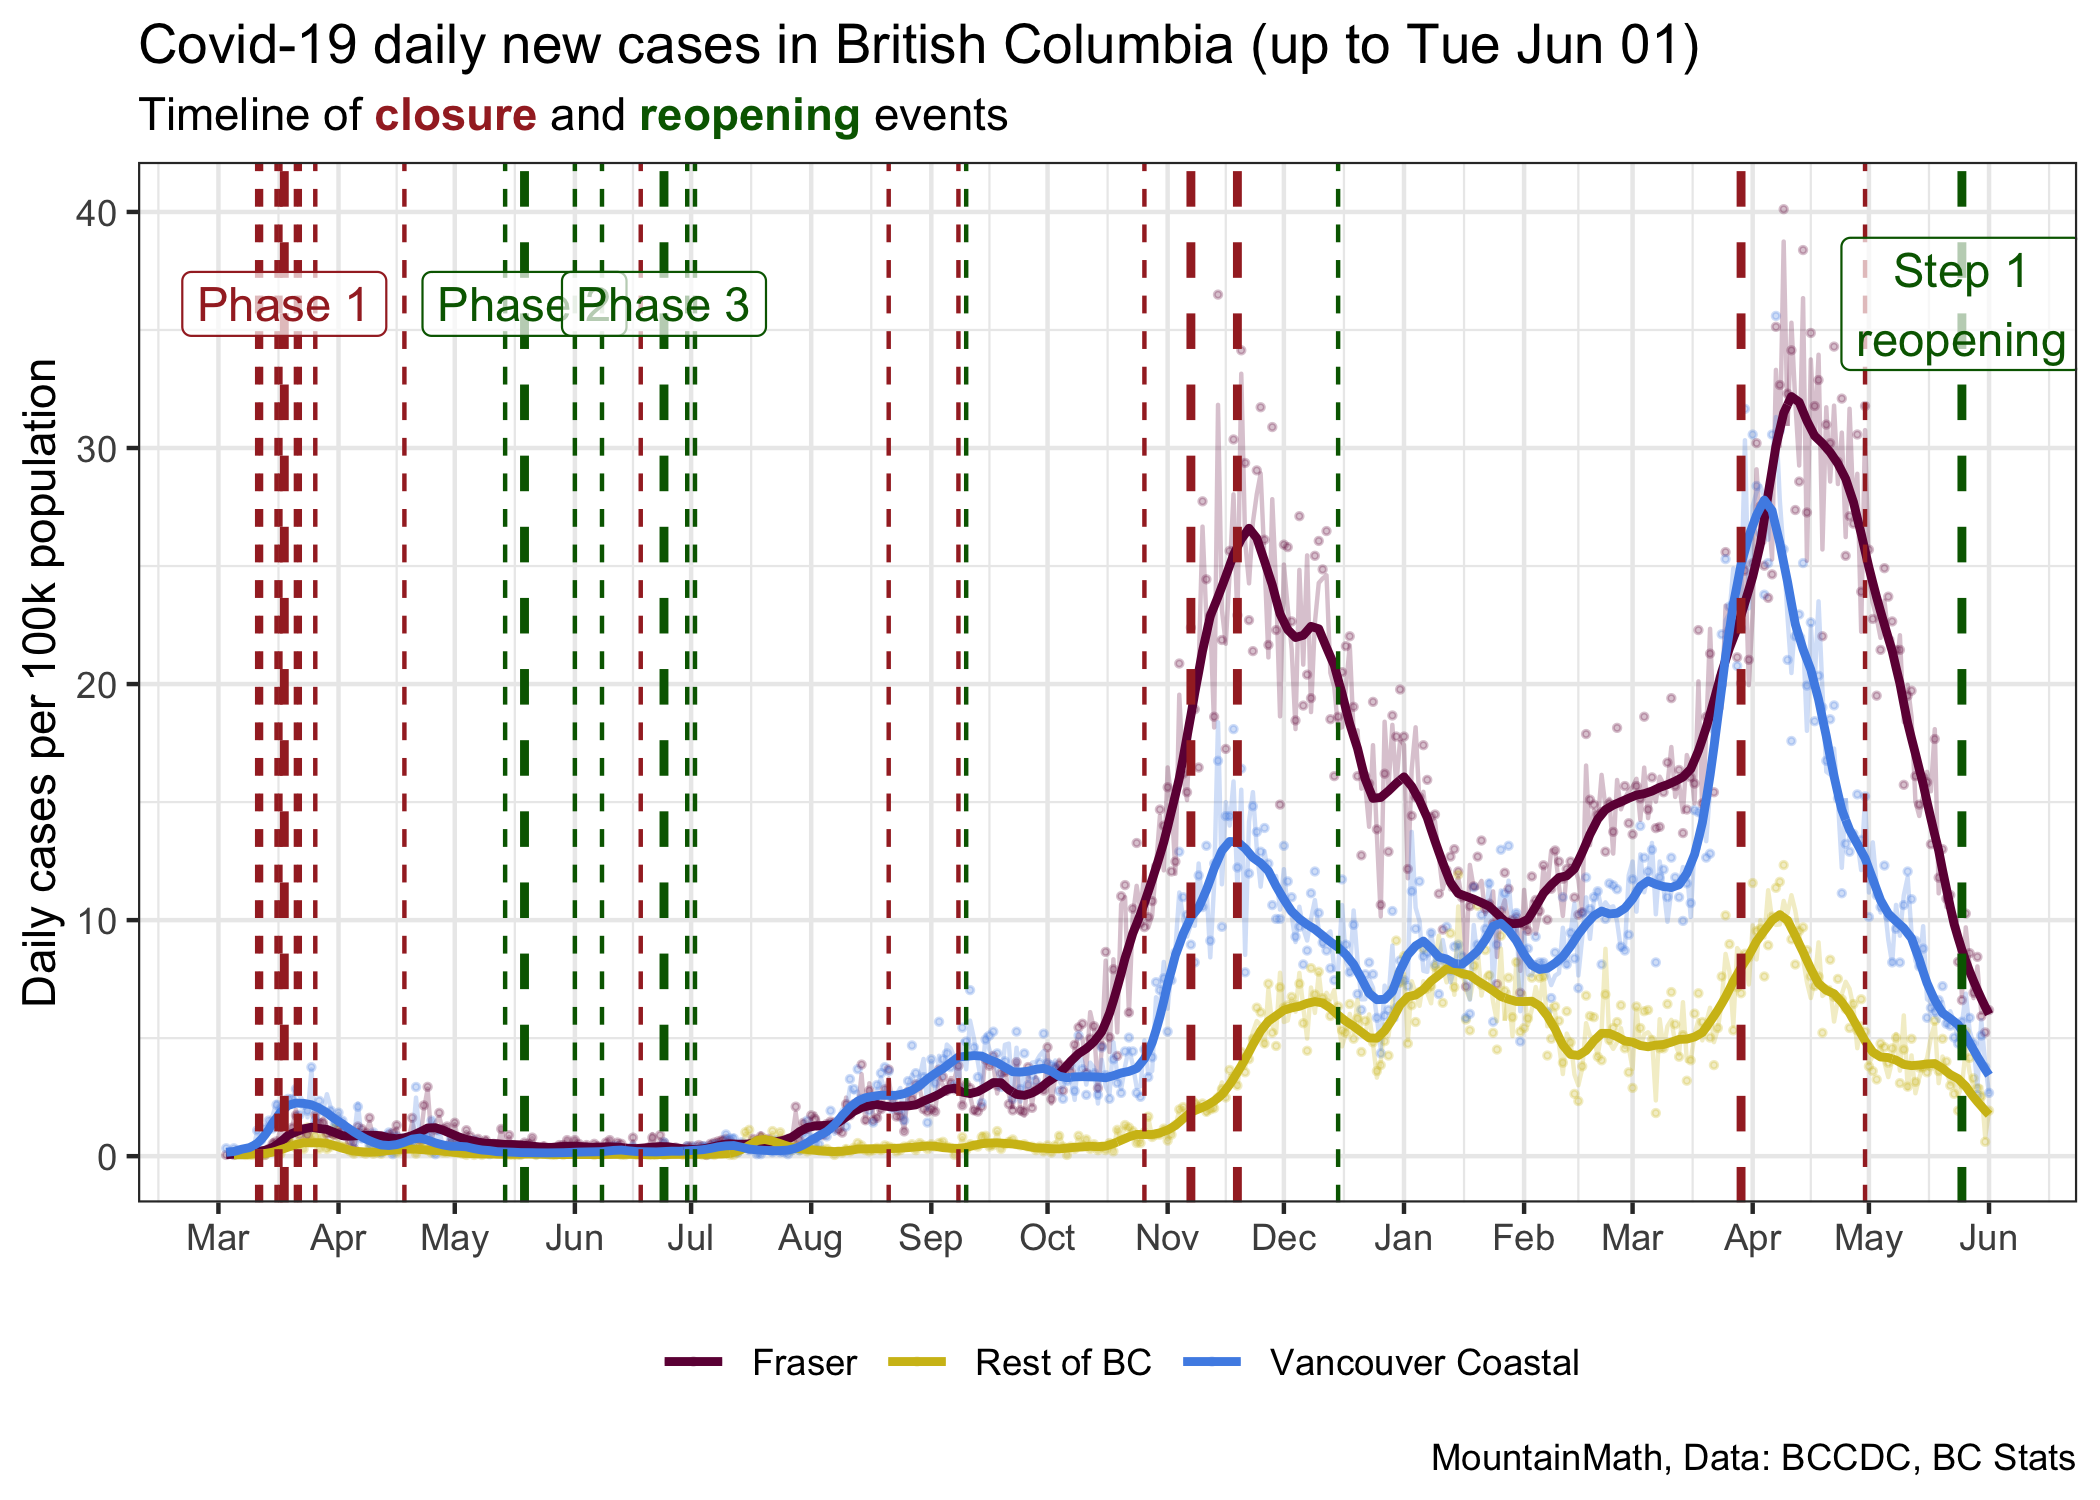 Covid-19 daily new cases in British Columbia (up to Tue Jun 01)
Timeline of closure and reopening events
Daily cases per 100k population
40
30
20
10
0
Phase 1
Phase 2
Phase 3
Step 1
reopening
Mar Apr May Jun Jul Aug Sep Oct Nov Dec Jan Feb Mar Apr May Jun
Fraser Rest of BC Vancouver Coastal
MountainMath, Data: BCCDC, BC Stats